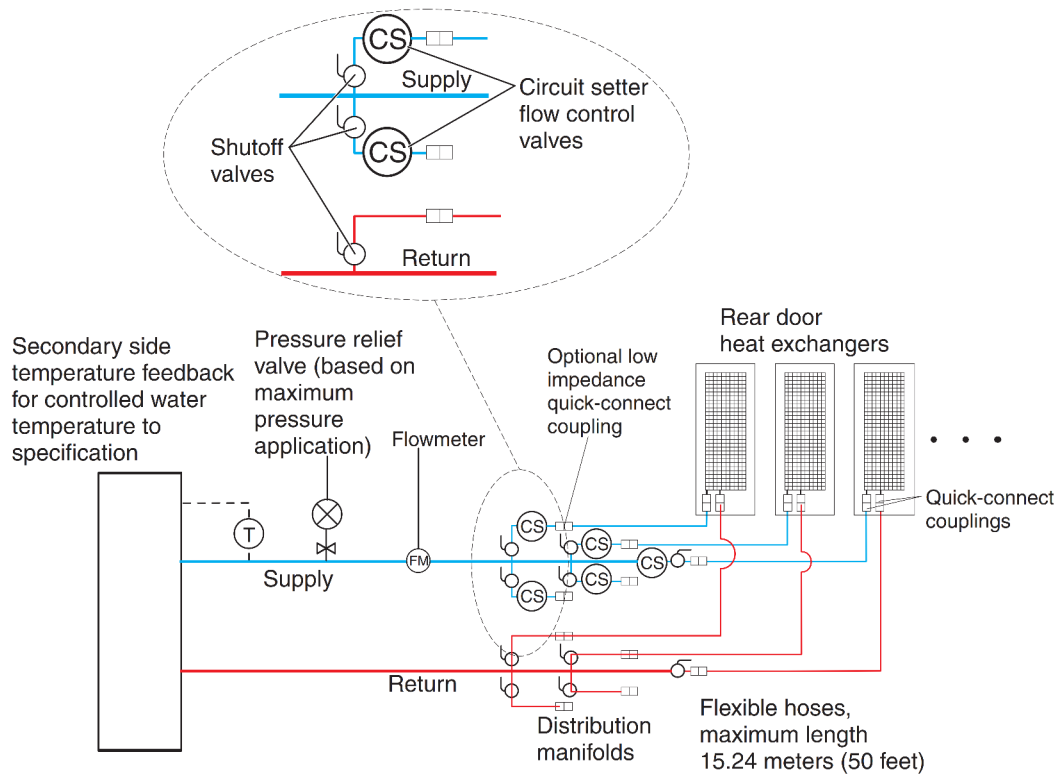 CS
Supply
Circuit setter
flow control
valves
CS
Shutoff
valves
Return
Rear door
heat exchangers
Secondary side
temperature feedback
for controlled water
temperature to
specification
Pressure relief
valve (based on
maximum
pressure
application)
Optional low
impedance
quick-connect
coupling
Flowmeter
Quick-connect
couplings
T
CS
CS
FM
CS
Supply
CS
CS
Return
Distribution
manifolds
Flexible hoses,
maximum length
15.24 meters (50 feet)